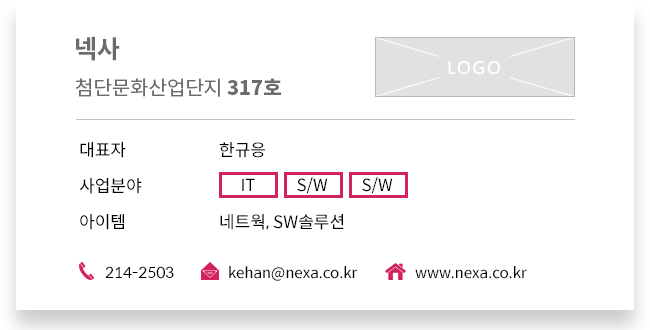 넥사
첨단문화산업단지 317호
LOGO
대표자 한규응
사업분야 IT S/W S/W
아이템 네트웍, SW솔루션
214-2503 kehan@nexa.co.kr www.nexa.co.kr